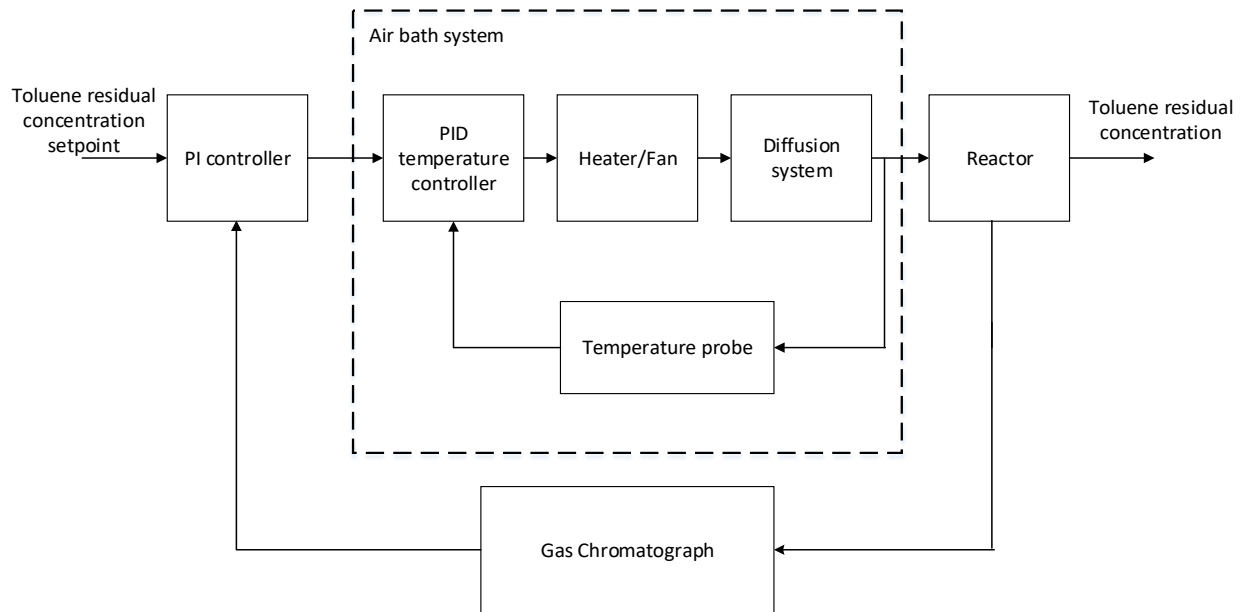 Air bath system
Toluene residual
concentration
setpoint
PI controller
PID
temperature
controller
Heater/Fan
Diffusion
system
Reactor
Toluene residual
concentration
Temperature probe
Gas Chromatograph